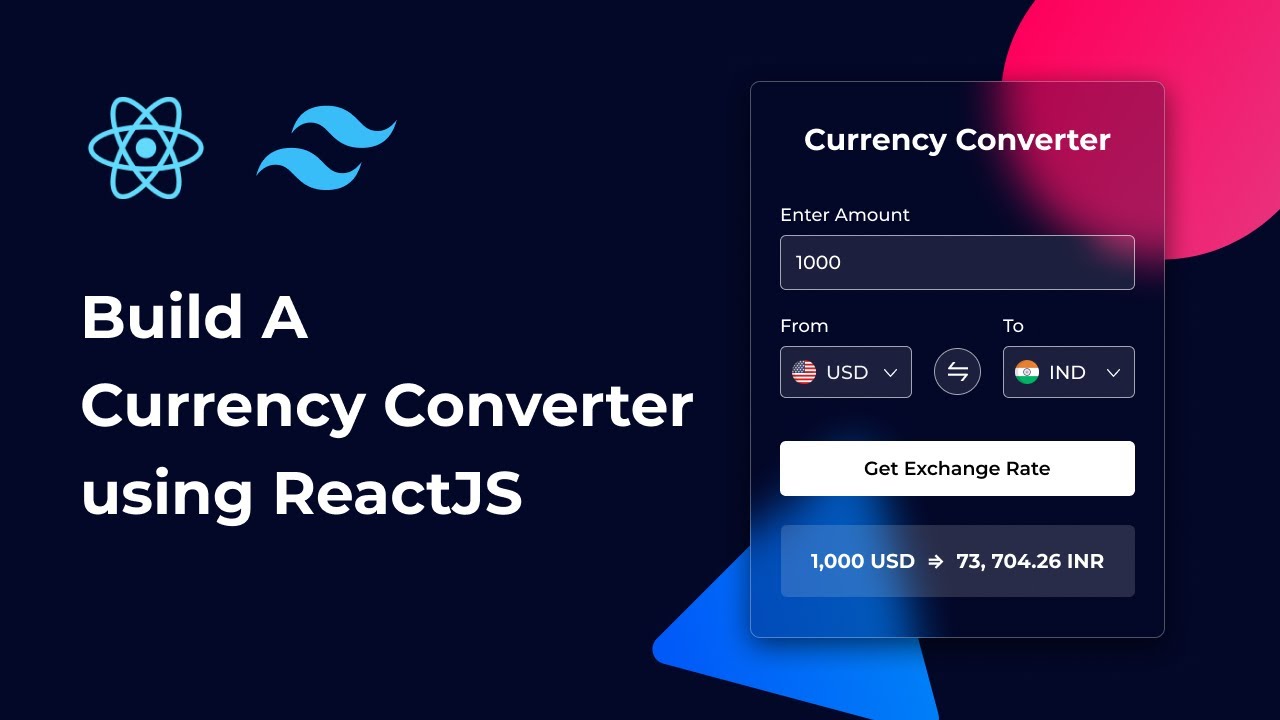 Build A
Currency Converter
using ReactJS
Currency Converter
Enter Amount
1000
From
To
USD
IND
Get Exchange Rate
1,000 USD ⇒ 73, 704.26 INR